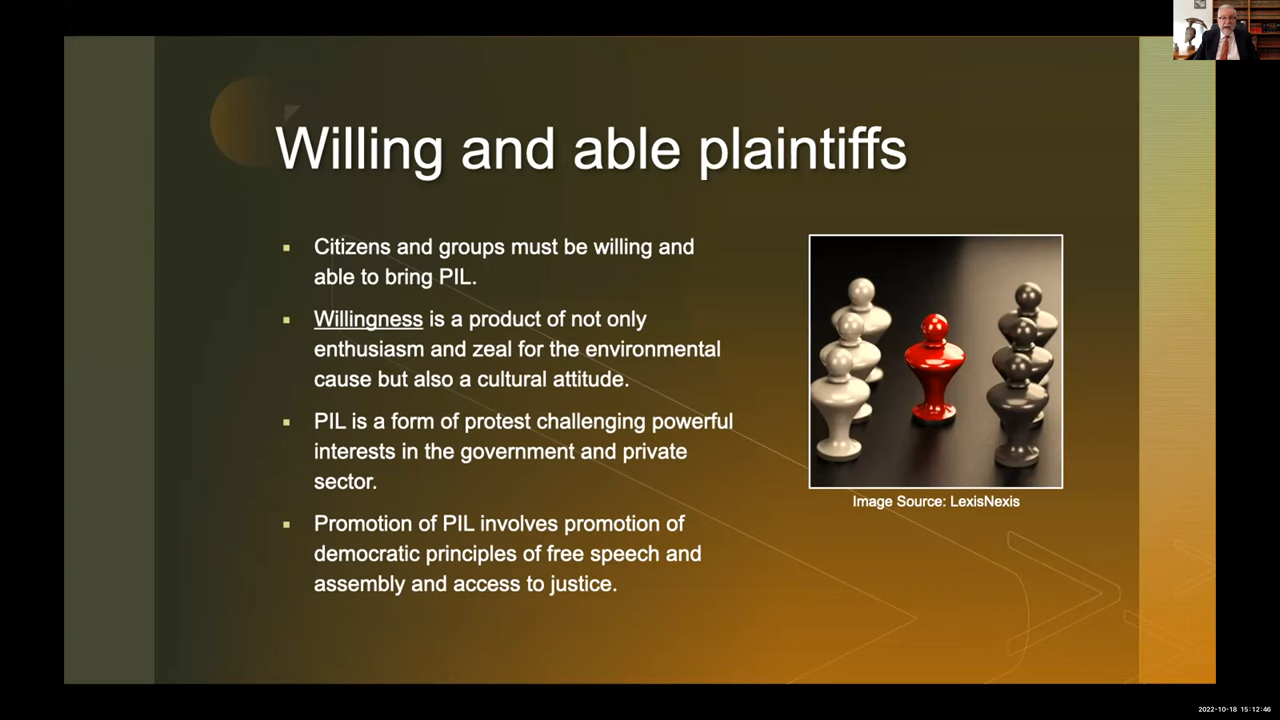 Willing and able plaintiffs
▪ Citizens and groups must be willing and
able to bring PIL.
▪ Willingness is a product of not only
enthusiasm and zeal for the environmental
cause but also a cultural attitude.
▪ PIL is a form of protest challenging powerful
interests in the government and private
sector.
▪ Promotion of PIL involves promotion of
democratic principles of free speech and
assembly and access to justice.
Image Source: LexisNexis
2022-10-18 15:12:46